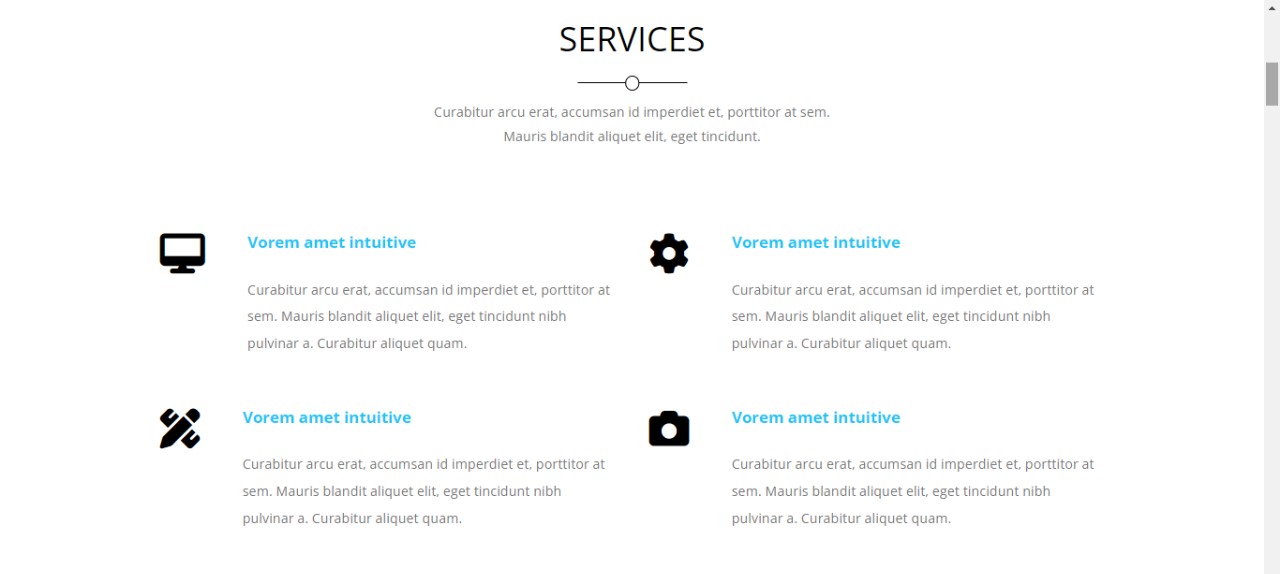 SERVICES
Curabitur arcu erat, accumsan id imperdiet et, porttitor at sem.
Mauris blandit aliquet elit, eget tincidunt.
Vorem amet intuitive
Curabitur arcu erat, accumsan id imperdiet et, porttitor at
sem. Mauris blandit aliquet elit, eget tincidunt nibh
pulvinar a. Curabitur aliquet quam.
Vorem amet intuitive
Curabitur arcu erat, accumsan id imperdiet et, porttitor at
sem. Mauris blandit aliquet elit, eget tincidunt nibh
pulvinar a. Curabitur aliquet quam.
Vorem amet intuitive
Curabitur arcu erat, accumsan id imperdiet et, porttitor at
sem. Mauris blandit aliquet elit, eget tincidunt nibh
pulvinar a. Curabitur aliquet quam.
Vorem amet intuitive
Curabitur arcu erat, accumsan id imperdiet et, porttitor at
sem. Mauris blandit aliquet elit, eget tincidunt nibh
pulvinar a. Curabitur aliquet quam.